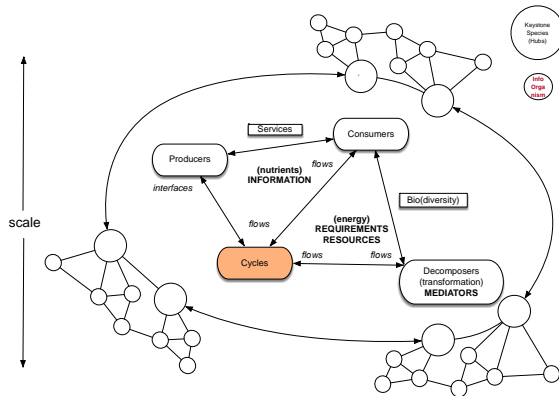 Keystone
Species
(Hubs)
Info
Orga
nism
Services
Consumers
Producers
interfaces
(nutrients)
INFORMATION
flows
Bio(diversity)
scale
flows
(energy)
REQUIREMENTS
RESOURCES
Cycles
flows
flows
Decomposers
(transformation)
MEDIATORS